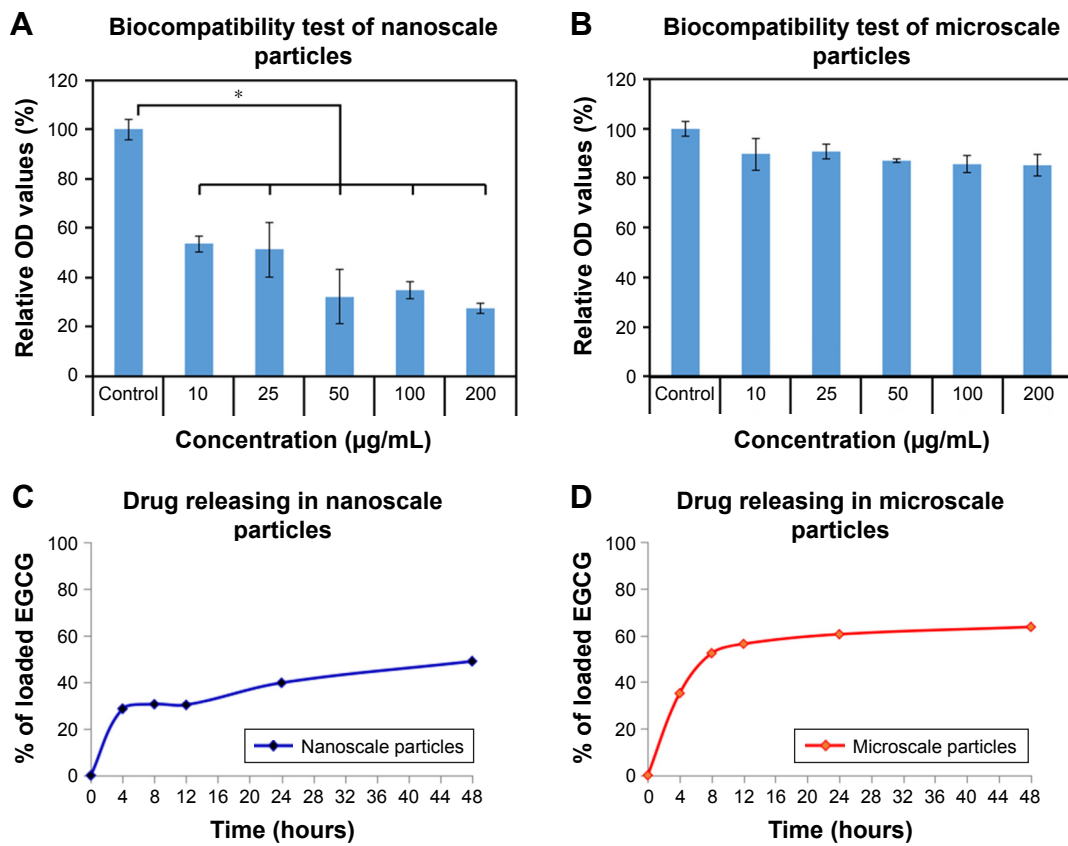 A
Biocompatibility test of nanoscale
particles
Relative OD values (%)
120
100
80
60
40
20
0
*
Control 10 25 50 100 200
Concentration (µg/mL)
B
Biocompatibility test of microscale
particles
Relative OD values (%)
120
100
80
60
40
20
0
Control 10 25 50 100 200
Concentration (µg/mL)
C
Drug releasing in nanoscale
particles
% of loaded EGCG
100
80
60
40
20
0
Nanoscale particles
0 4 8 12 16 20 24 28 32 36 40 44 48
Time (hours)
D
Drug releasing in microscale
particles
% of loaded EGCG
100
80
60
40
20
0
Microscale particles
0 4 8 12 16 20 24 28 32 36 40 44 48
Time (hours)